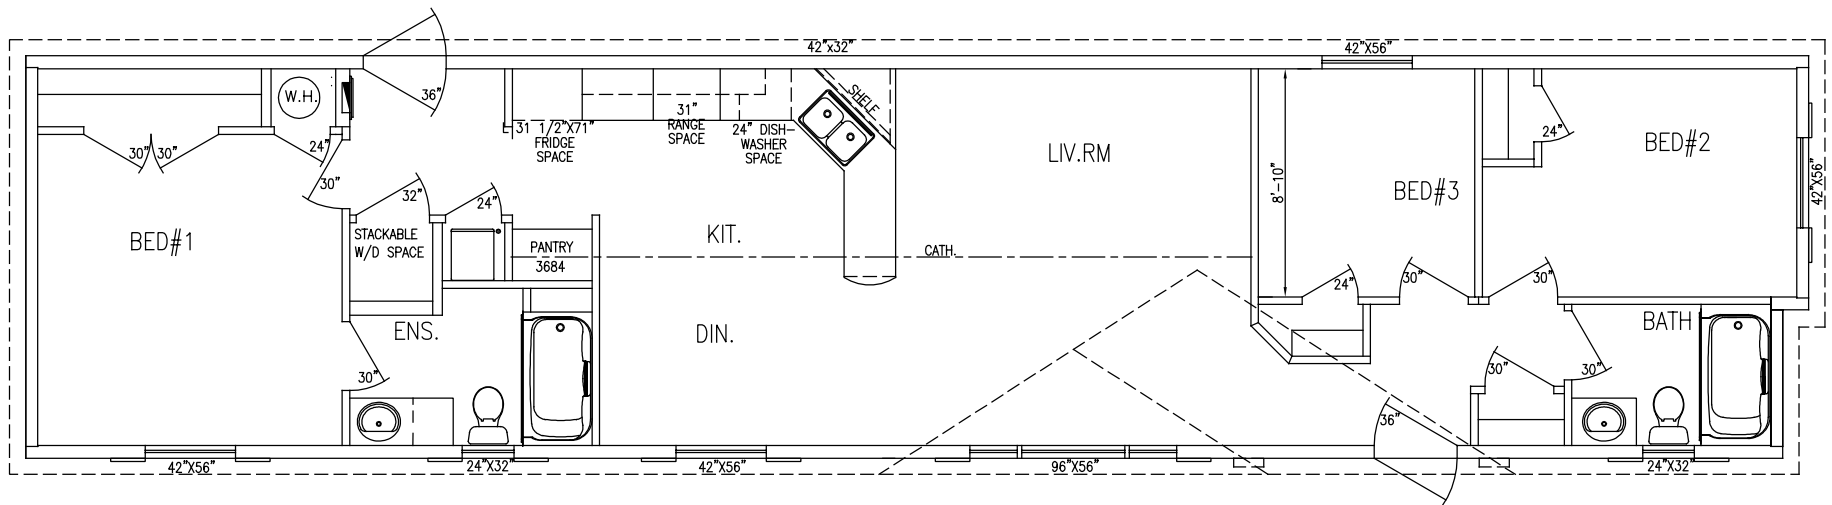 42"x32"
42"X56"
W.H.
36"
SHELF
31"
RANGE
SPACE
31 1/2"X71"
FRIDGE
SPACE
24" DISH-
WASHER
SPACE
24"
30"
30"
30"
LIV.RM
24"
BED#2
8'-10"
BED#3
42"X56"
32"
24"
BED#1
STACKABLE
W/D SPACE
KIT.
PANTRY
3684
CATH.
24"
30"
30"
ENS.
DIN.
BATH
30"
30"
30"
36"
42"X56"
24"X32"
42"X56"
96"X56"
24"X32"